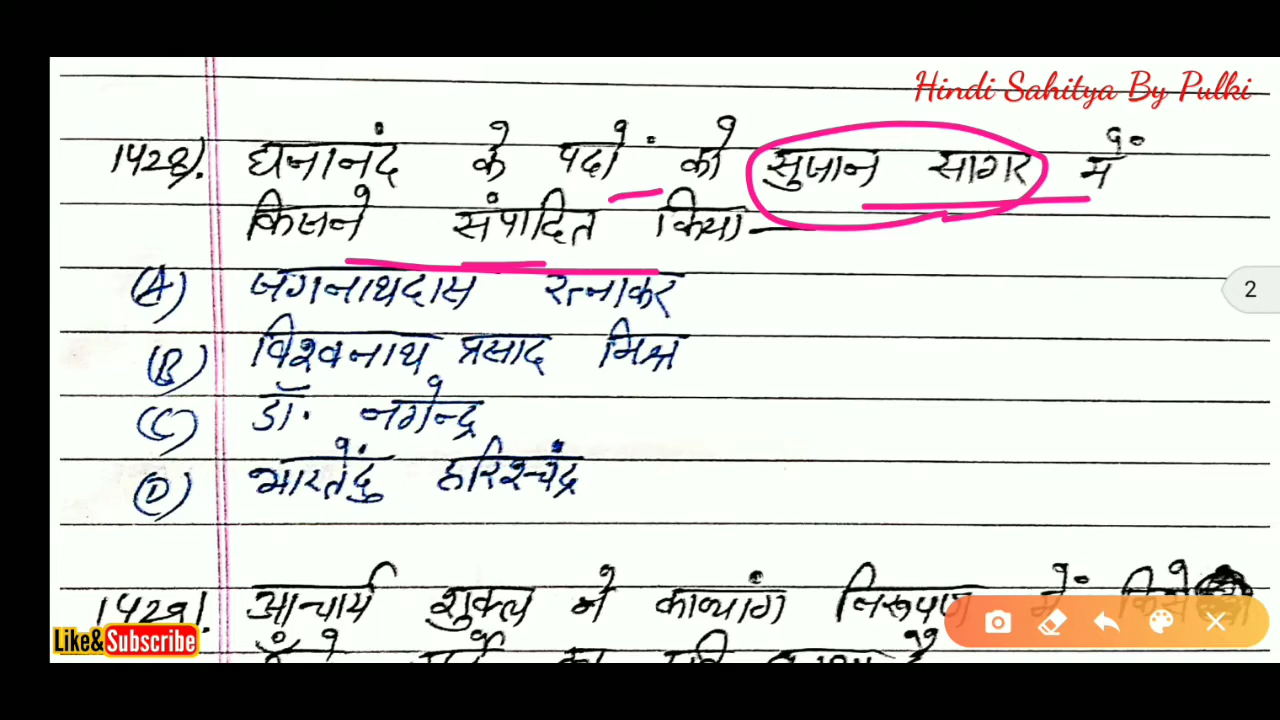 Hindi Sahitya By Pulki
1428). घनानंद के पदों को सुजान सागर में
किसने संपादित किया —
(A) जगनाथदास रत्नाकर
(B) विश्वनाथ प्रसाद मिश्र
(C) डॉ. नगेन्द्र
(D) भारतेंदु हरिश्चंद्र
2
1429). आचार्य शुक्ल ने काव्यांग निरूपण में किसे
Like& Subscribe